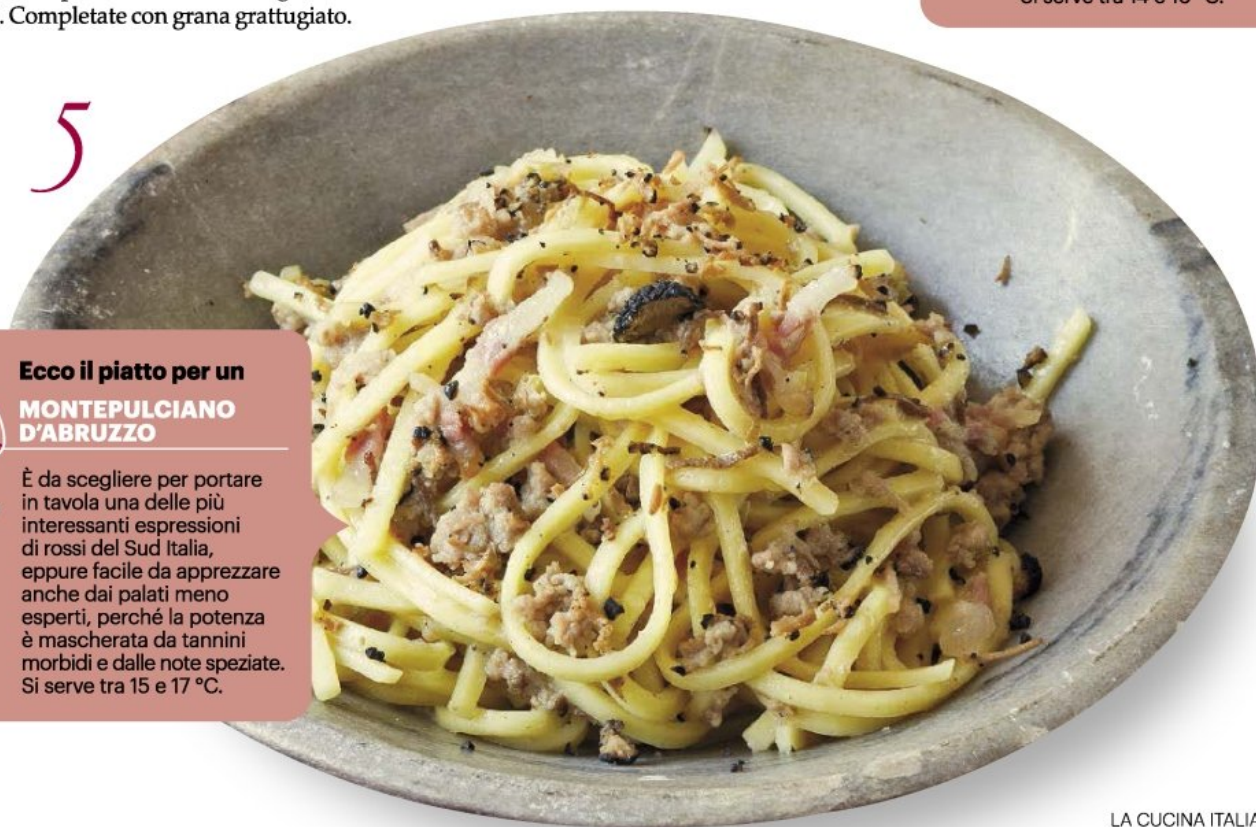 . Completate con grana grattugiato.
5
Ecco il piatto per un
MONTEPULCIANO
D'ABRUZZO
È da scegliere per portare
in tavola una delle più
interessanti espressioni
di rossi del Sud Italia,
eppure facile da apprezzare
anche dai palati meno
esperti, perché la potenza
è mascherata da tannini
morbidi e dalle note speziate.
Si serve tra 15 e 17 °C.
LA CUCINA ITALIA